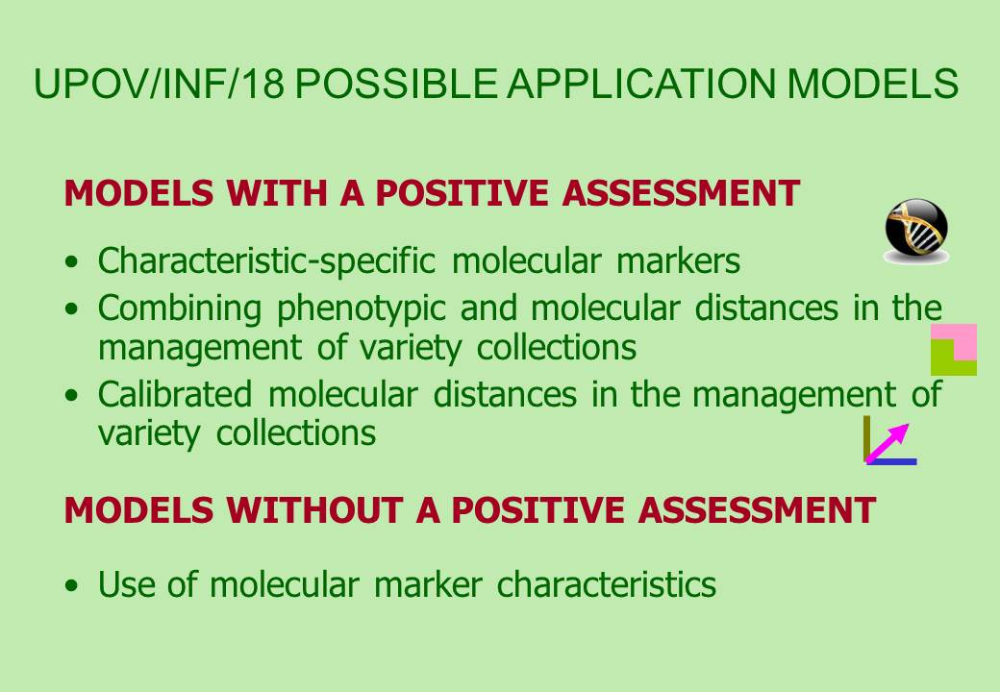 UPOV/INF/18 POSSIBLE APPLICATION MODELS
MODELS WITH A POSITIVE ASSESSMENT
• Characteristic-specific molecular markers
• Combining phenotypic and molecular distances in the
management of variety collections
• Calibrated molecular distances in the management of
variety collections
MODELS WITHOUT A POSITIVE ASSESSMENT
• Use of molecular marker characteristics